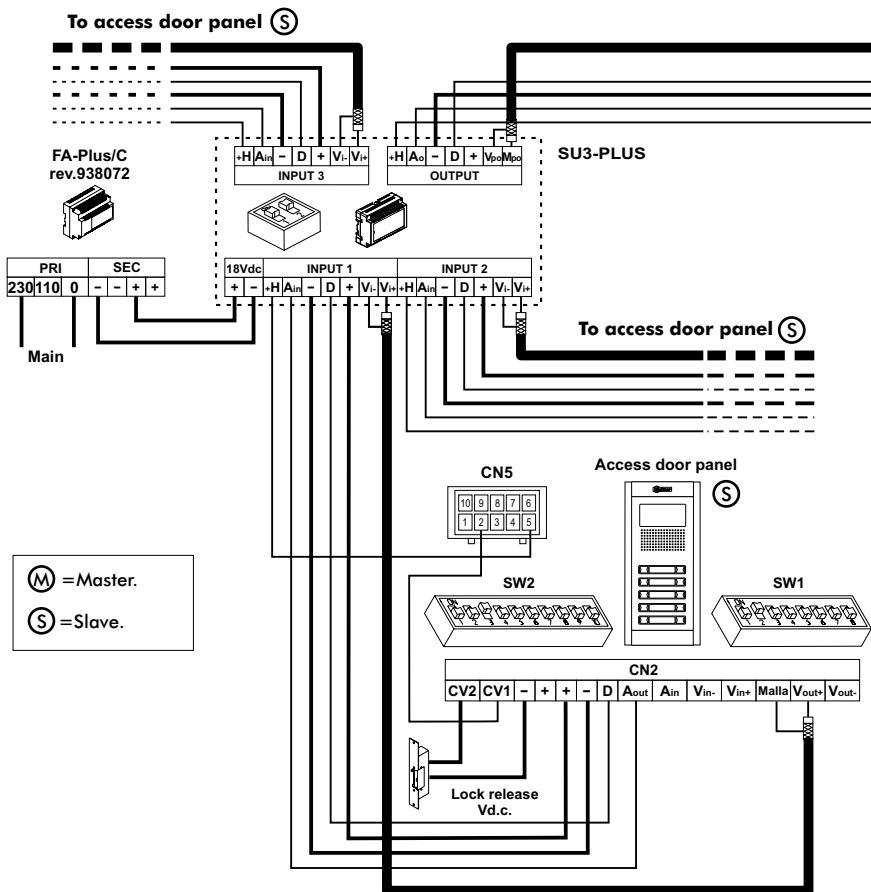 To access door panel S
+H Ain – D + Vi- Vi+
INPUT 3
+H Ao – D + Vpo Mpo
OUTPUT
SU3-PLUS
FA-Plus/C
rev.938072
PRI SEC
230 110 0 – – + +
Main
18Vdc INPUT 1 INPUT 2
+ – +H Ain – D + Vi- Vi+ +H Ain – D + Vi- Vi+
To access door panel S
CN5
10 9 8 7 6
1 2 3 4 5
Access door panel
S
M =Master.
S =Slave.
SW2
SW1
CN2
CV2 CV1 – + + – D Aout Ain Vin- Vin+ Malla Vout+ Vout-
Lock release
Vd.c.